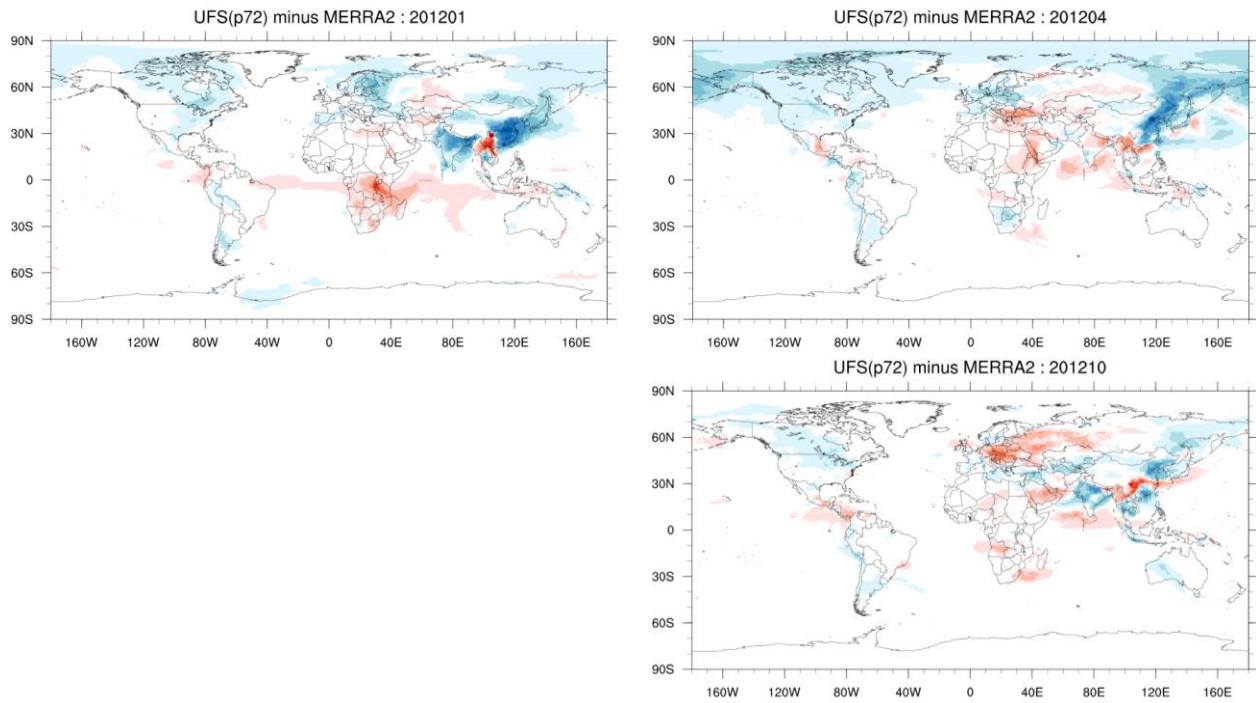 UFS(p72) minus MERRA2 : 201201
90N
60N
30N
0
30S
60S
90S
160W 120W 80W 40W 0 40E 80E 120E 160E
UFS(p72) minus MERRA2 : 201204
90N
60N
30N
0
30S
60S
90S
160W 120W 80W 40W 0 40E 80E 120E 160E
UFS(p72) minus MERRA2 : 201210
90N
60N
30N
0
30S
60S
90S
160W 120W 80W 40W 0 40E 80E 120E 160E